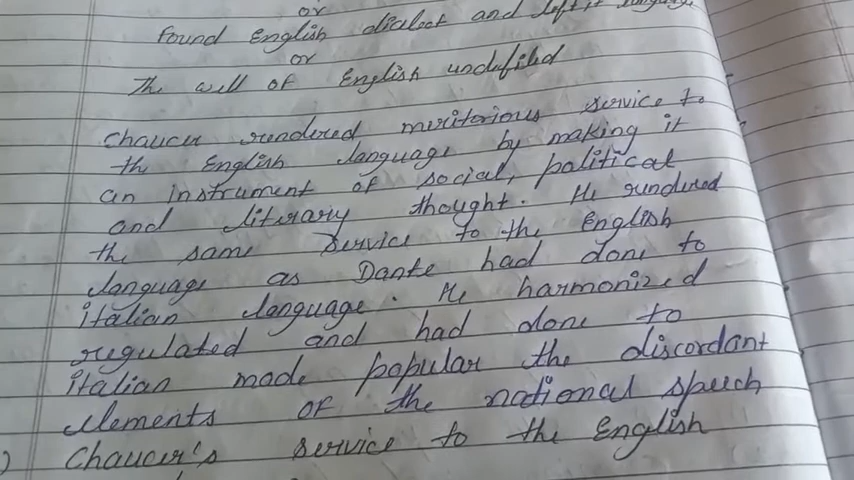 or
found English dialect and left it language
or
The well of English undefiled
Chaucer rendered meritorious service to
the English language by making it
an instrument of social, political
and literary thought. He rendered
the same service to the English
language as Dante had done to
italian language. He harmonized
regulated and had done to
italian made popular the discordant
elements of the national speech
Chaucer's service to the English